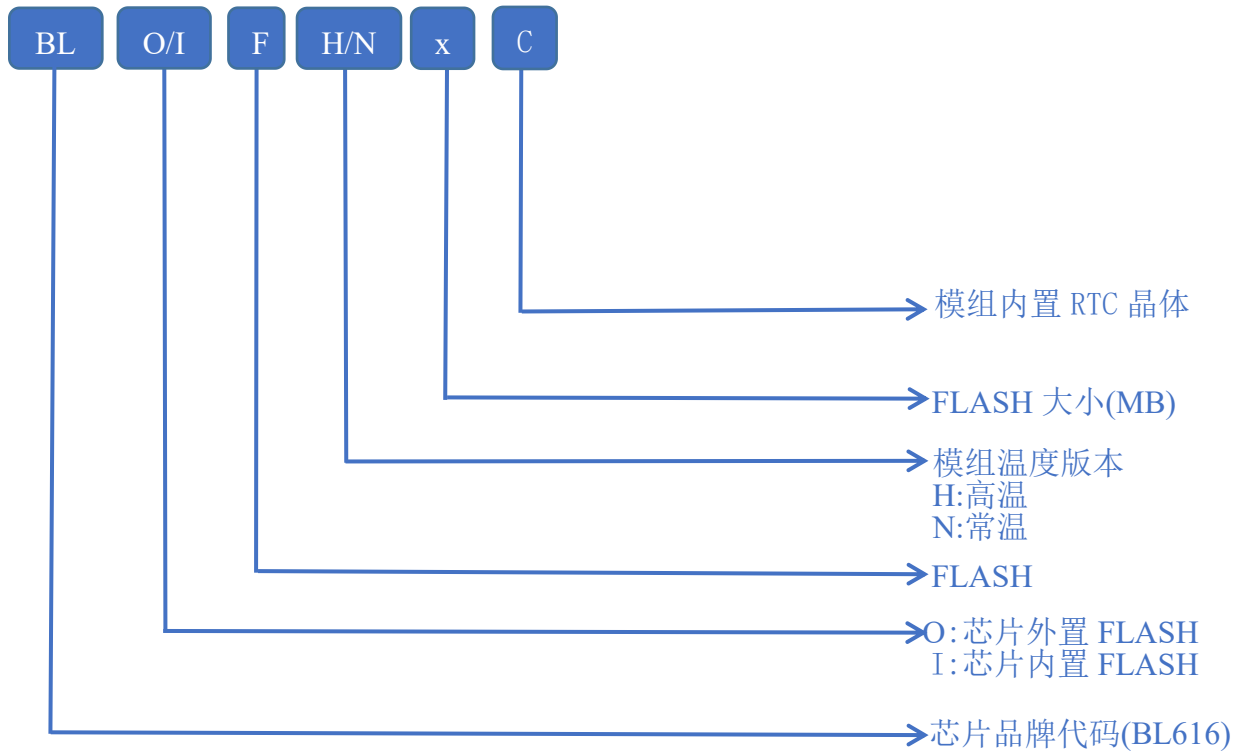 BL O/I F H/N x C
模组内置 RTC 晶体
FLASH 大小(MB)
模组温度版本
H:高温
N:常温
FLASH
O:芯片外置 FLASH
I:芯片内置 FLASH
芯片品牌代码(BL616)